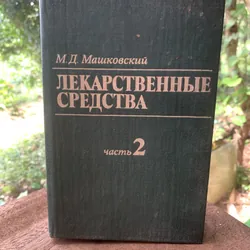 М.Д. Машковский
ЛЕКАРСТВЕННЫЕ
СРЕДСТВА
часть 2